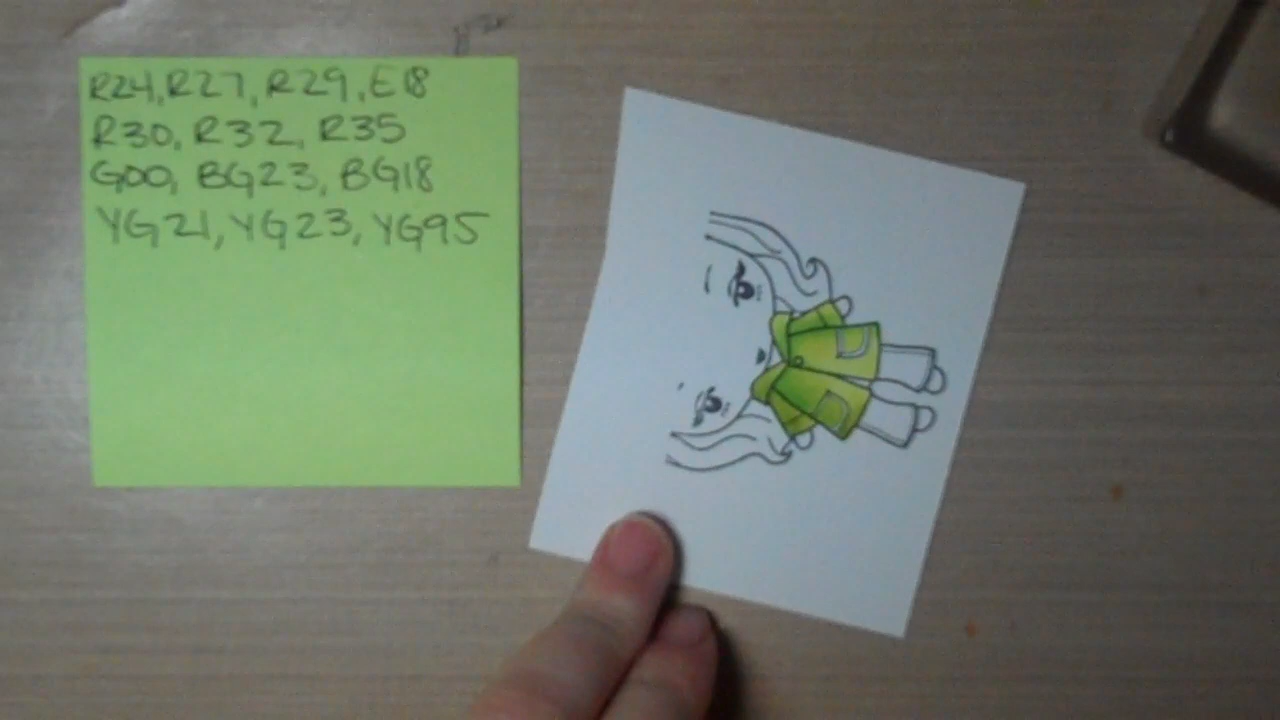 R24, R27, R29, E18
R30, R32, R35
G00, BG23, BG18
YG21, YG23, YG95